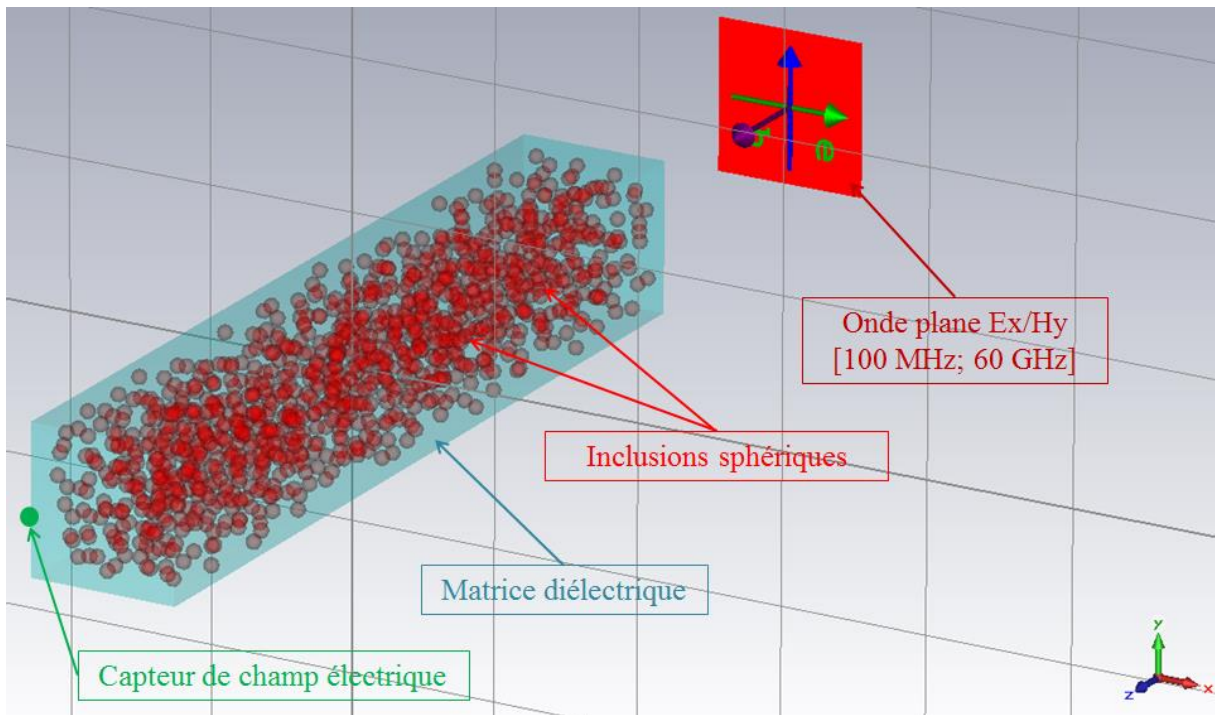 e
h
Onde plane Ex/Hy
[100 MHz; 60 GHz]
Inclusions sphériques
Matrice diélectrique
Capteur de champ électrique
y
z
x